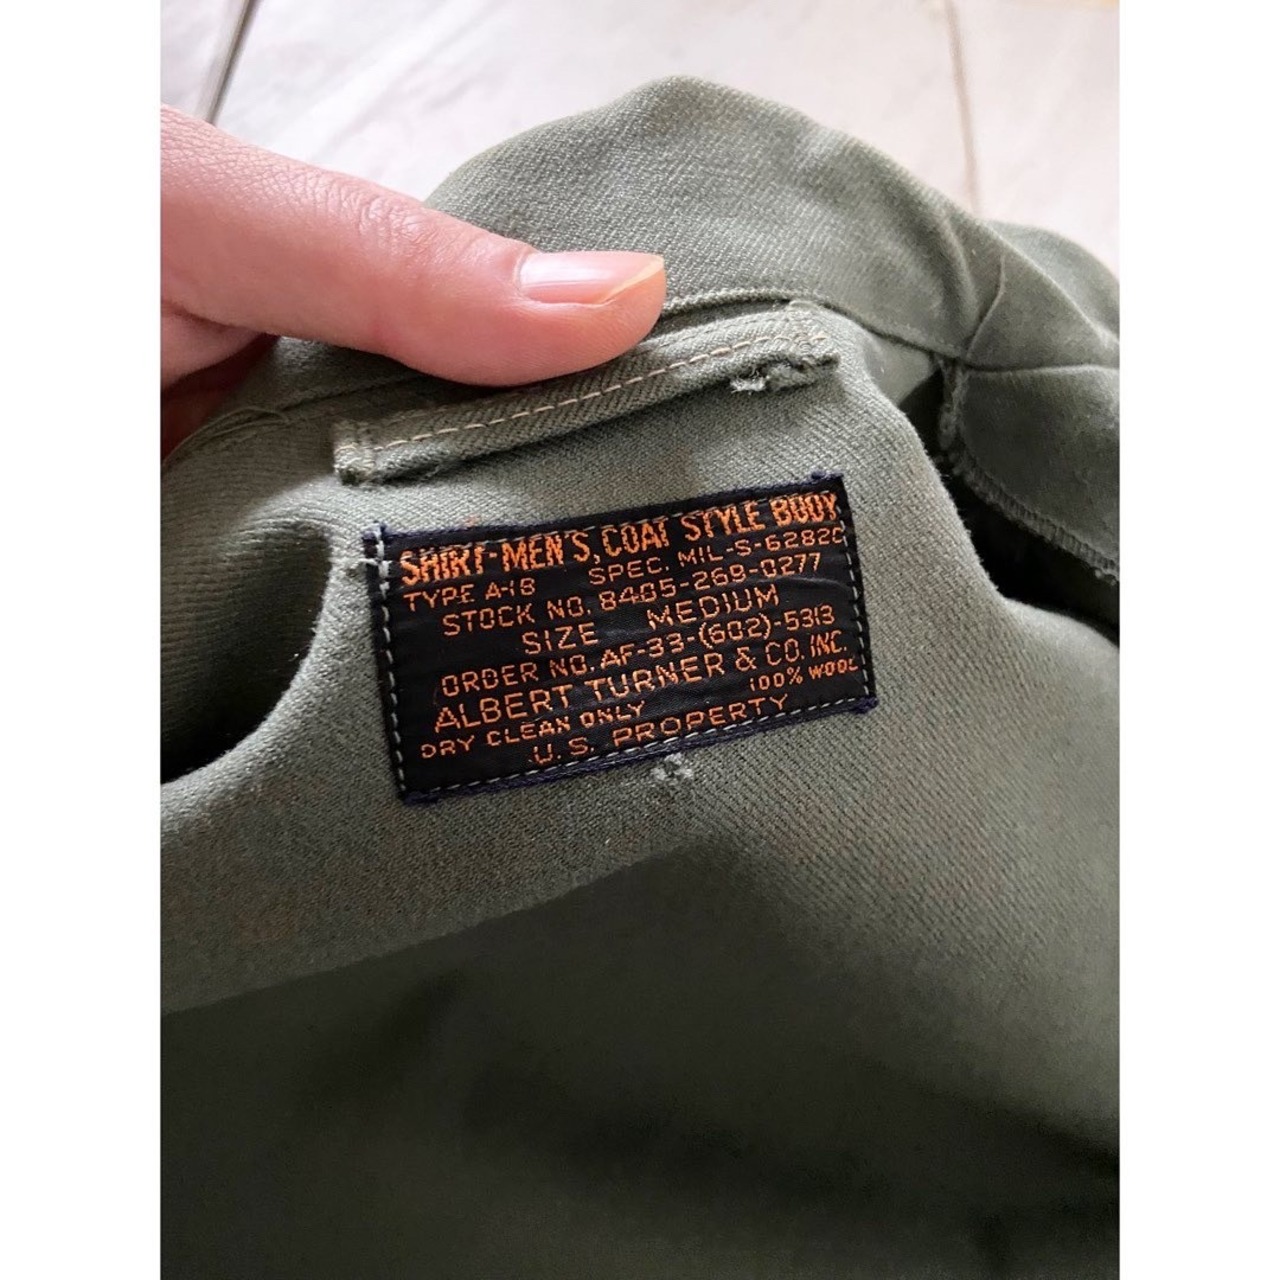 SHIRT-MEN'S, COAT STYLE BODY
TYPE A-18 SPEC. MIL-S-6282C
STOCK NO. 8405-269-0277
SIZE MEDIUM
ORDER NO. AF-33-(602)-5313
ALBERT TURNER & CO. INC.
DRY CLEAN ONLY 100% WOOL
U.S. PROPERTY